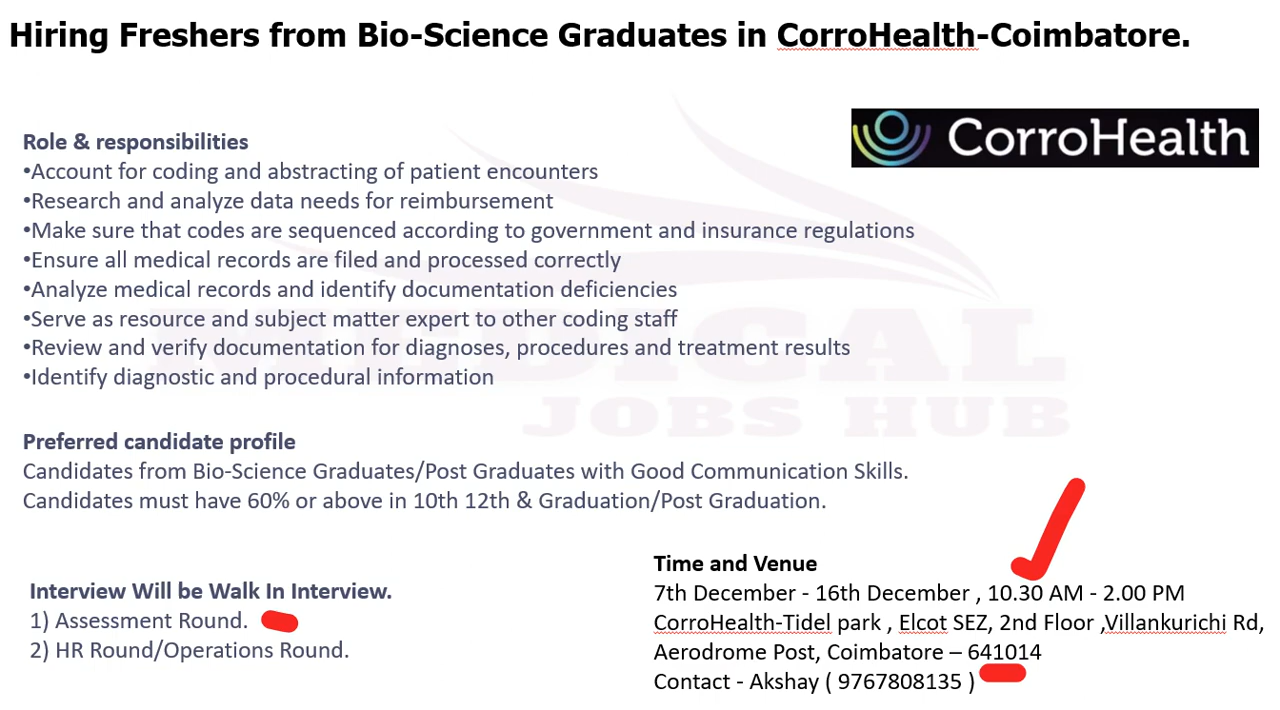 Hiring Freshers from Bio-Science Graduates in CorroHealth-Coimbatore.
CorroHealth
Role & responsibilities
•Account for coding and abstracting of patient encounters
•Research and analyze data needs for reimbursement
•Make sure that codes are sequenced according to government and insurance regulations
•Ensure all medical records are filed and processed correctly
•Analyze medical records and identify documentation deficiencies
•Serve as resource and subject matter expert to other coding staff
•Review and verify documentation for diagnoses, procedures and treatment results
•Identify diagnostic and procedural information
MEDICAL
JOBS HUB
Preferred candidate profile
Candidates from Bio-Science Graduates/Post Graduates with Good Communication Skills.
Candidates must have 60% or above in 10th 12th & Graduation/Post Graduation.
Interview Will be Walk In Interview.
1) Assessment Round.
2) HR Round/Operations Round.
Time and Venue
7th December - 16th December , 10.30 AM - 2.00 PM
CorroHealth-Tidel park , Elcot SEZ, 2nd Floor ,Villankurichi Rd,
Aerodrome Post, Coimbatore – 641014
Contact - Akshay ( 9767808135 )